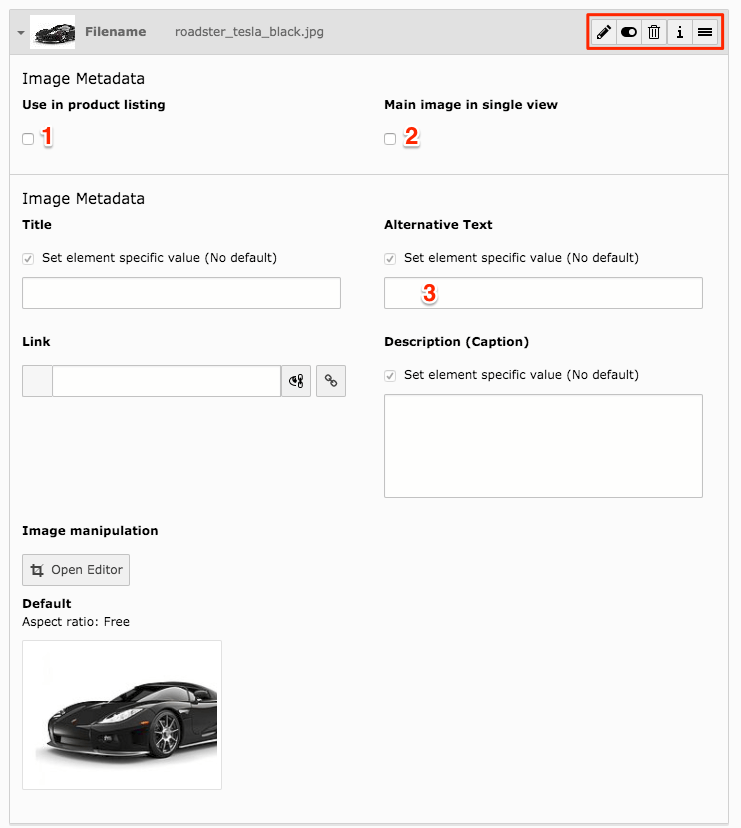 Filename roadster_tesla_black.jpg
Image Metadata
Use in product listing Main image in single view
1 2
Image Metadata
Title Alternative Text
Set element specific value (No default) Set element specific value (No default)
3
Link Description (Caption)
Set element specific value (No default)
Image manipulation
Open Editor
Default
Aspect ratio: Free